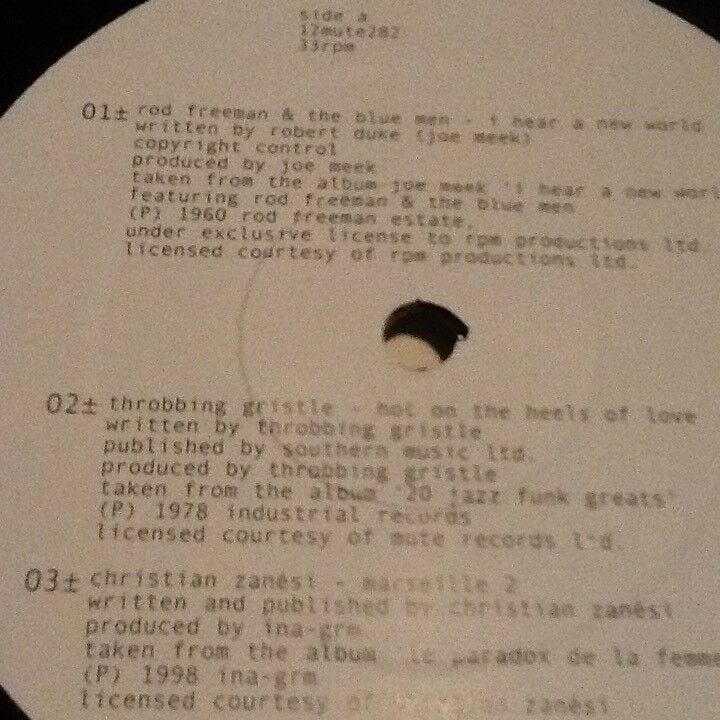 side a
12mute282
33rpm
01± rod freeman & the blue men - i hear a new world
written by robert duke (joe meek)
copyright control
produced by joe meek
taken from the album joe meek 'i hear a new worl
featuring rod freeman & the blue men
(P) 1960 rod freeman estate,
under exclusive license to rpm productions ltd.
licensed courtesy of rpm productions ltd.
02± throbbing gristle - hot on the heels of love
written by throbbing gristle
published by southern music ltd.
produced by throbbing gristle
taken from the album '20 jazz funk greats'
(P) 1978 industrial records
licensed courtesy of mute records ltd.
03± christian zanési - marseille 2
written and published by christian zanési
produced by ina-grm
taken from the album 'le paradox de la femme
(P) 1998 ina-grm
licensed courtesy of zanési